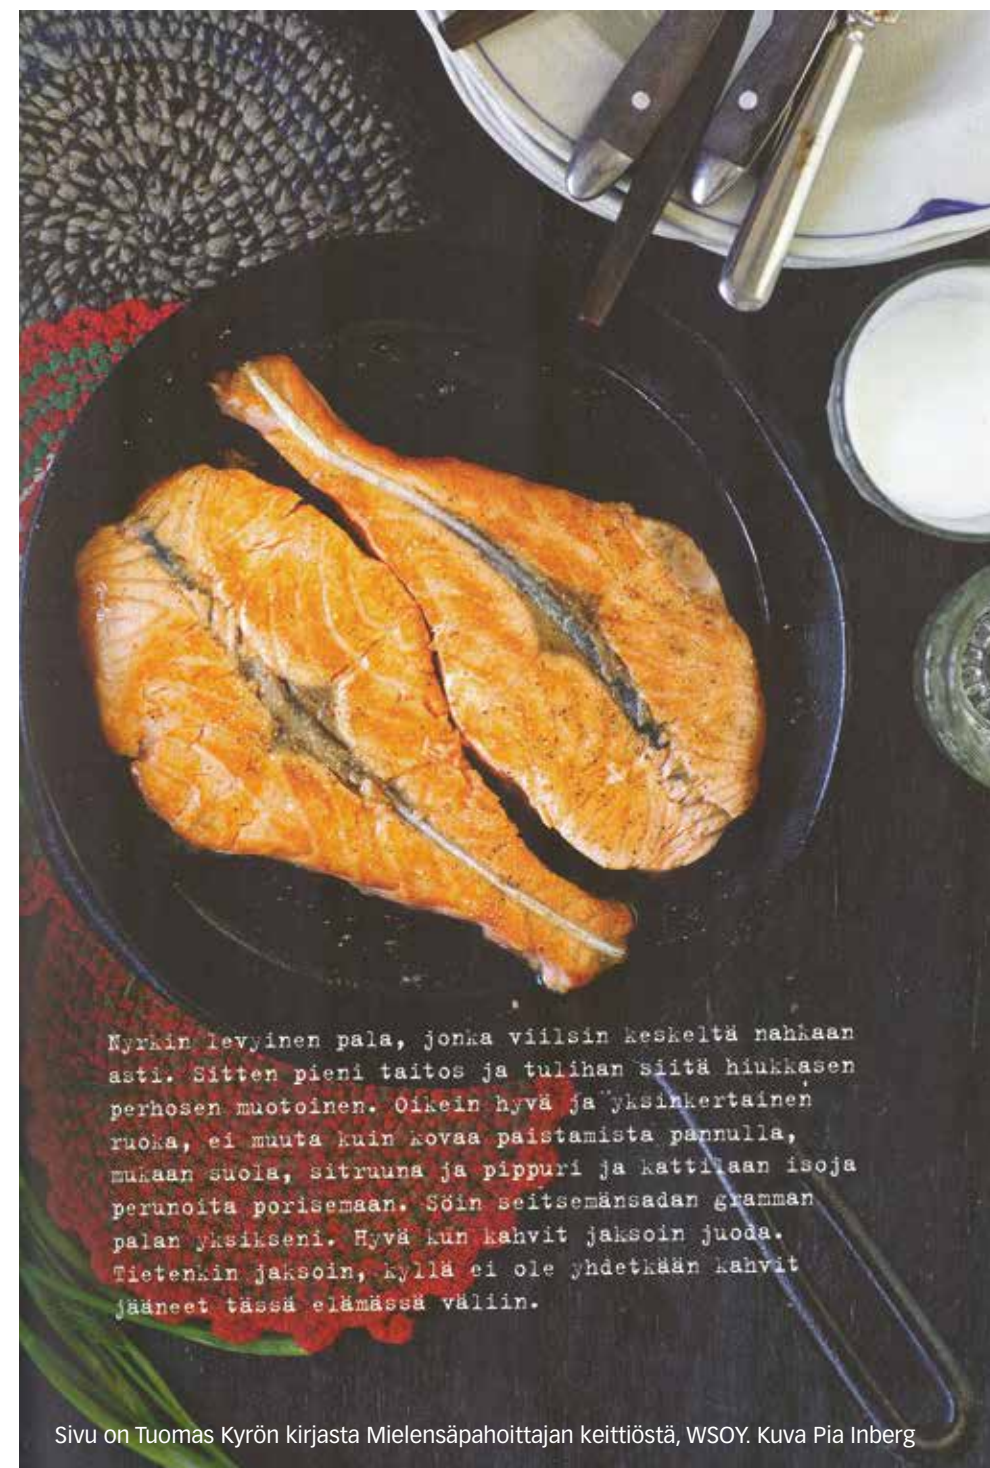 Nyrkin levyinen pala, jonka viilsin keskeltä nahkaan
asti. Sitten pieni taitos ja tulihan siitä hiukkasen
perhosen muotoinen. Oikein hyvä ja yksinkertainen
ruoka, ei muuta kuin kovaa paistamista pannulla,
mukaan suola, sitruuna ja pippuri ja kattilaan isoja
perunoita porisemaan. Söin seitsemänsadan gramman
palan yksikseni. Hyvä kun kahvit jaksoin juoda.
Tietenkin jaksoin, kyllä ei ole yhdetkään kahvit
jääneet tässä elämässä väliin.
Sivu on Tuomas Kyrön kirjasta Mielensäpahoittajan keittiöstä, WSOY. Kuva Pia Inberg